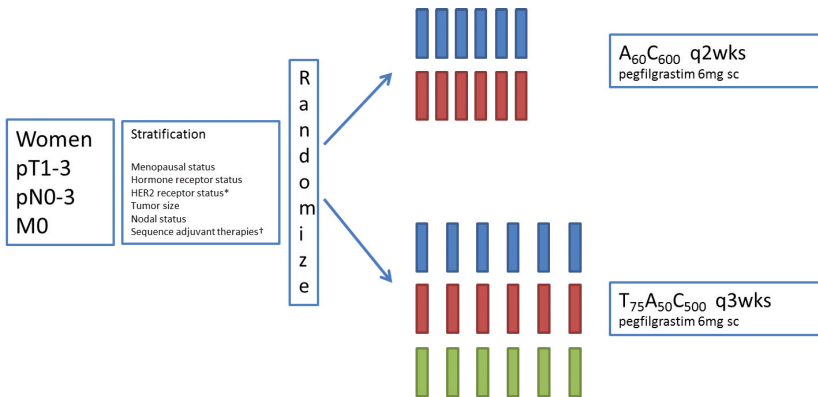 Women
pT1-3
pN0-3
M0
Stratification
Menopausal status
Hormone receptor status
HER2 receptor status*
Tumor size
Nodal status
Sequence adjuvant therapies†
R
a
n
d
o
m
i
z
e
A60C600 q2wks
pegfilgrastim 6mg sc
T75A50C500 q3wks
pegfilgrastim 6mg sc